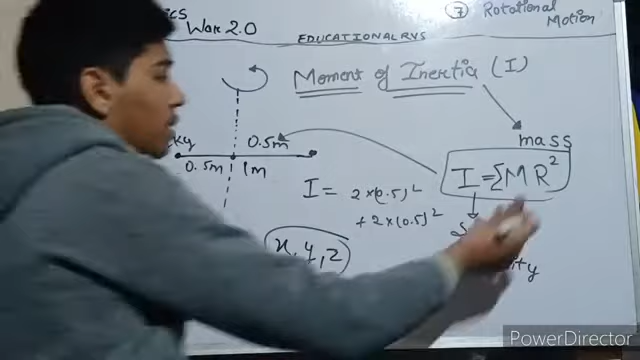 7 Rotational
Motion
War 2.0
EDUCATIONAL RVS
Moment of Inertia (I)
mass
0.5m
0.5m 1m
I = 2×(0.5)²
+ 2×(0.5)²
I = ΣMR²
x, y, z
PowerDirector